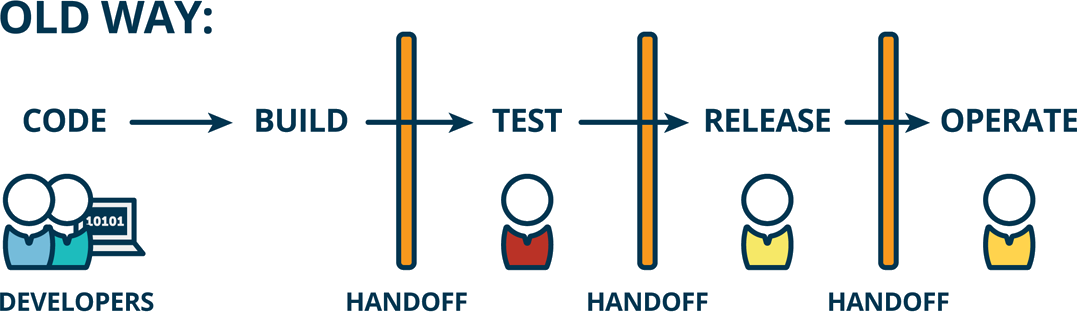 OLD WAY:
CODE BUILD TEST RELEASE OPERATE
10101
DEVELOPERS HANDOFF HANDOFF HANDOFF